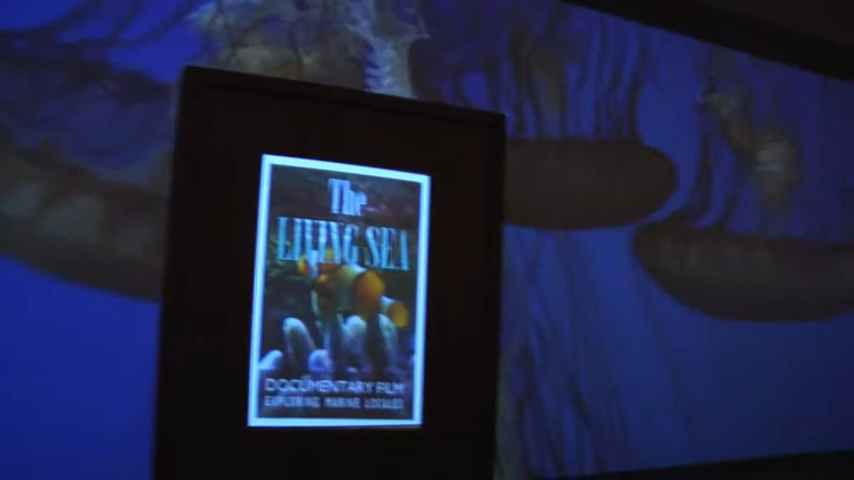 The
LIVING SEA
DOCUMENTARY FILM
EXPLORING MARINE LOCALES